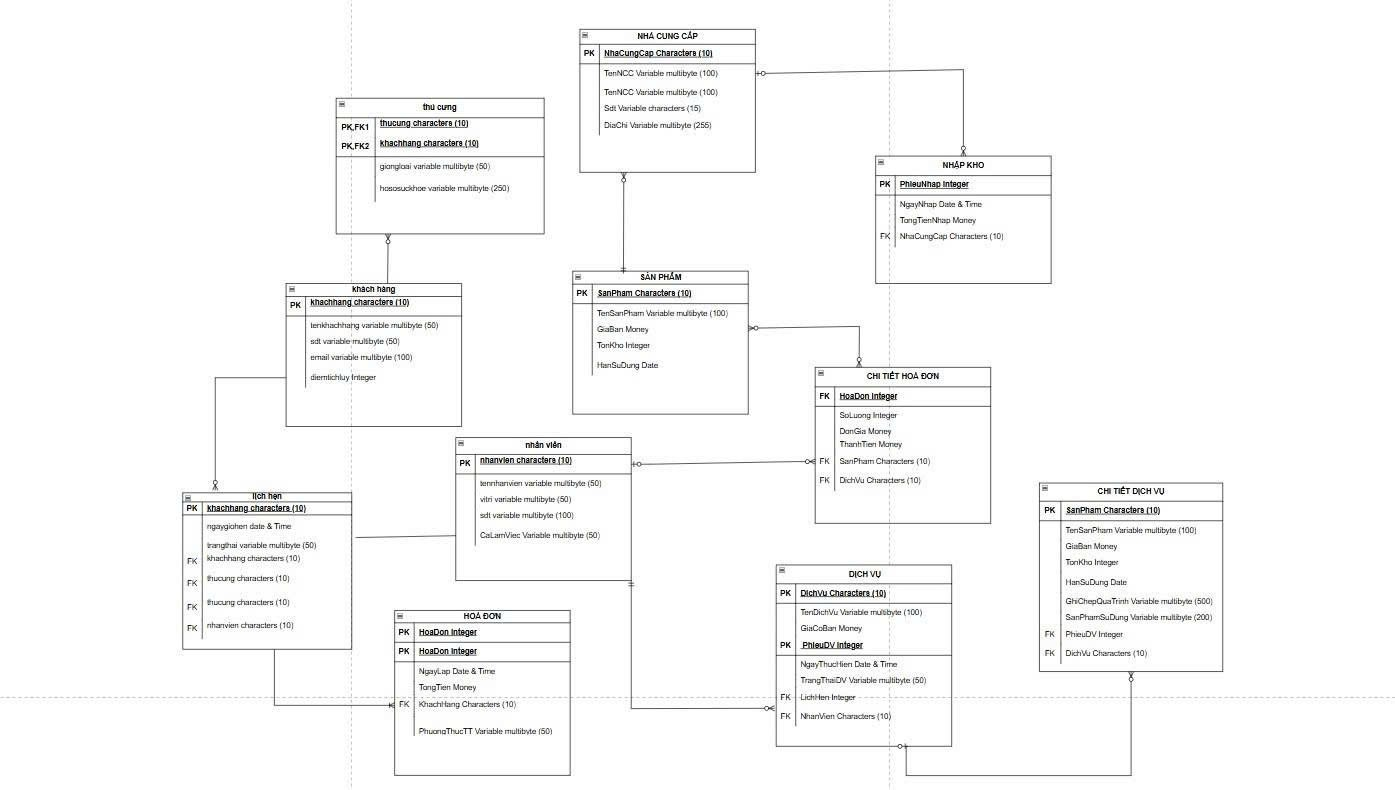 NHÀ CUNG CẤP
PK NhaCungCap Characters (10)
TenNCC Variable multibyte (100)
TenNCC Variable multibyte (100)
Sdt Variable characters (15)
DiaChi Variable multibyte (255)
thú cưng
PK,FK1 thucung characters (10)
PK,FK2 khachhang characters (10)
giongloai variable multibyte (50)
hososuckhoe variable multibyte (250)
NHẬP KHO
PK PhieuNhap Integer
NgayNhap Date & Time
TongTienNhap Money
FK NhaCungCap Characters (10)
khách hàng
PK khachhang characters (10)
tenkhachhang variable multibyte (50)
sdt variable multibyte (50)
email variable multibyte (100)
diemtichluy Integer
SẢN PHẨM
PK SanPham Characters (10)
TenSanPham Variable multibyte (100)
GiaBan Money
TonKho Integer
HanSuDung Date
CHI TIẾT HOÁ ĐƠN
FK HoaDon Integer
SoLuong Integer
DonGia Money
ThanhTien Money
FK SanPham Characters (10)
FK DichVu Characters (10)
nhân viên
PK nhanvien characters (10)
tennhanvien variable multibyte (50)
vitri variable multibyte (50)
sdt variable multibyte (100)
CaLamViec Variable multibyte (50)
lịch hẹn
PK khachhang characters (10)
ngaygiohen date & Time
trangthai variable multibyte (50)
FK khachhang characters (10)
FK thucung characters (10)
FK thucung characters (10)
FK nhanvien characters (10)
CHI TIẾT DỊCH VỤ
PK SanPham Characters (10)
TenSanPham Variable multibyte (100)
GiaBan Money
TonKho Integer
HanSuDung Date
GhiChepQuaTrinh Variable multibyte (500)
SanPhamSuDung Variable multibyte (200)
FK PhieuDV Integer
FK DichVu Characters (10)
DỊCH VỤ
PK DichVu Characters (10)
TenDichVu Variable multibyte (100)
GiaCoBan Money
PK PhieuDV Integer
NgayThucHien Date & Time
TrangThaiDV Variable multibyte (50)
FK LichHen Integer
FK NhanVien Characters (10)
HOÁ ĐƠN
PK HoaDon Integer
PK HoaDon Integer
NgayLap Date & Time
TongTien Money
FK KhachHang Characters (10)
PhuongThucTT Variable multibyte (50)